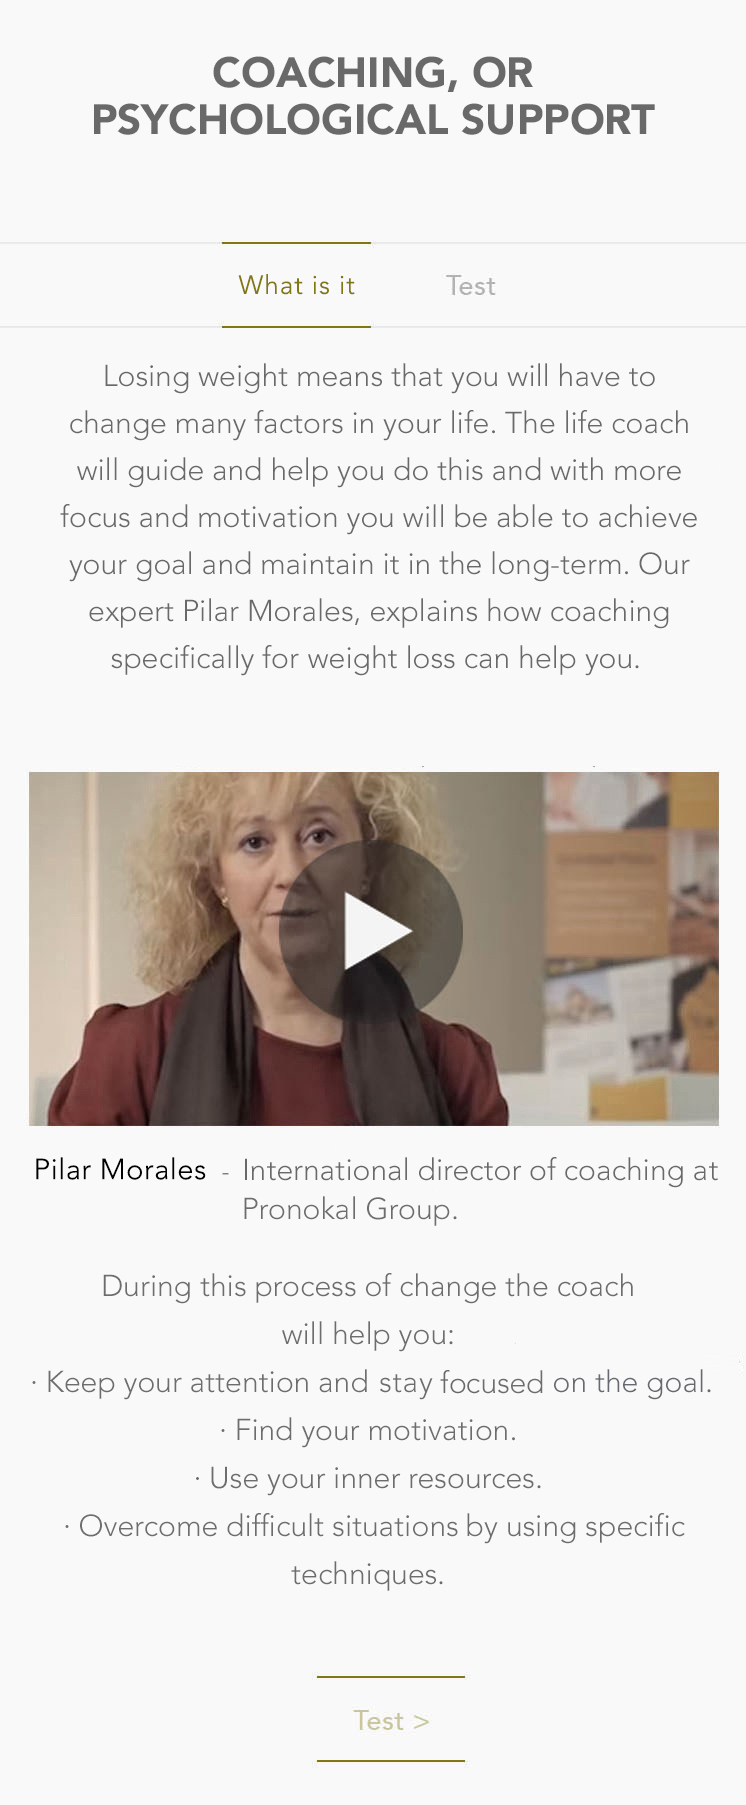 COACHING, OR
PSYCHOLOGICAL SUPPORT
What is it
Test
Losing weight means that you will have to
change many factors in your life. The life coach
will guide and help you do this and with more
focus and motivation you will be able to achieve
your goal and maintain it in the long-term. Our
expert Pilar Morales, explains how coaching
specifically for weight loss can help you.
Pilar Morales - International director of coaching at
Pronokal Group.
During this process of change the coach
will help you:
· Keep your attention and stay focused on the goal.
· Find your motivation.
· Use your inner resources.
· Overcome difficult situations by using specific
techniques.
Test >